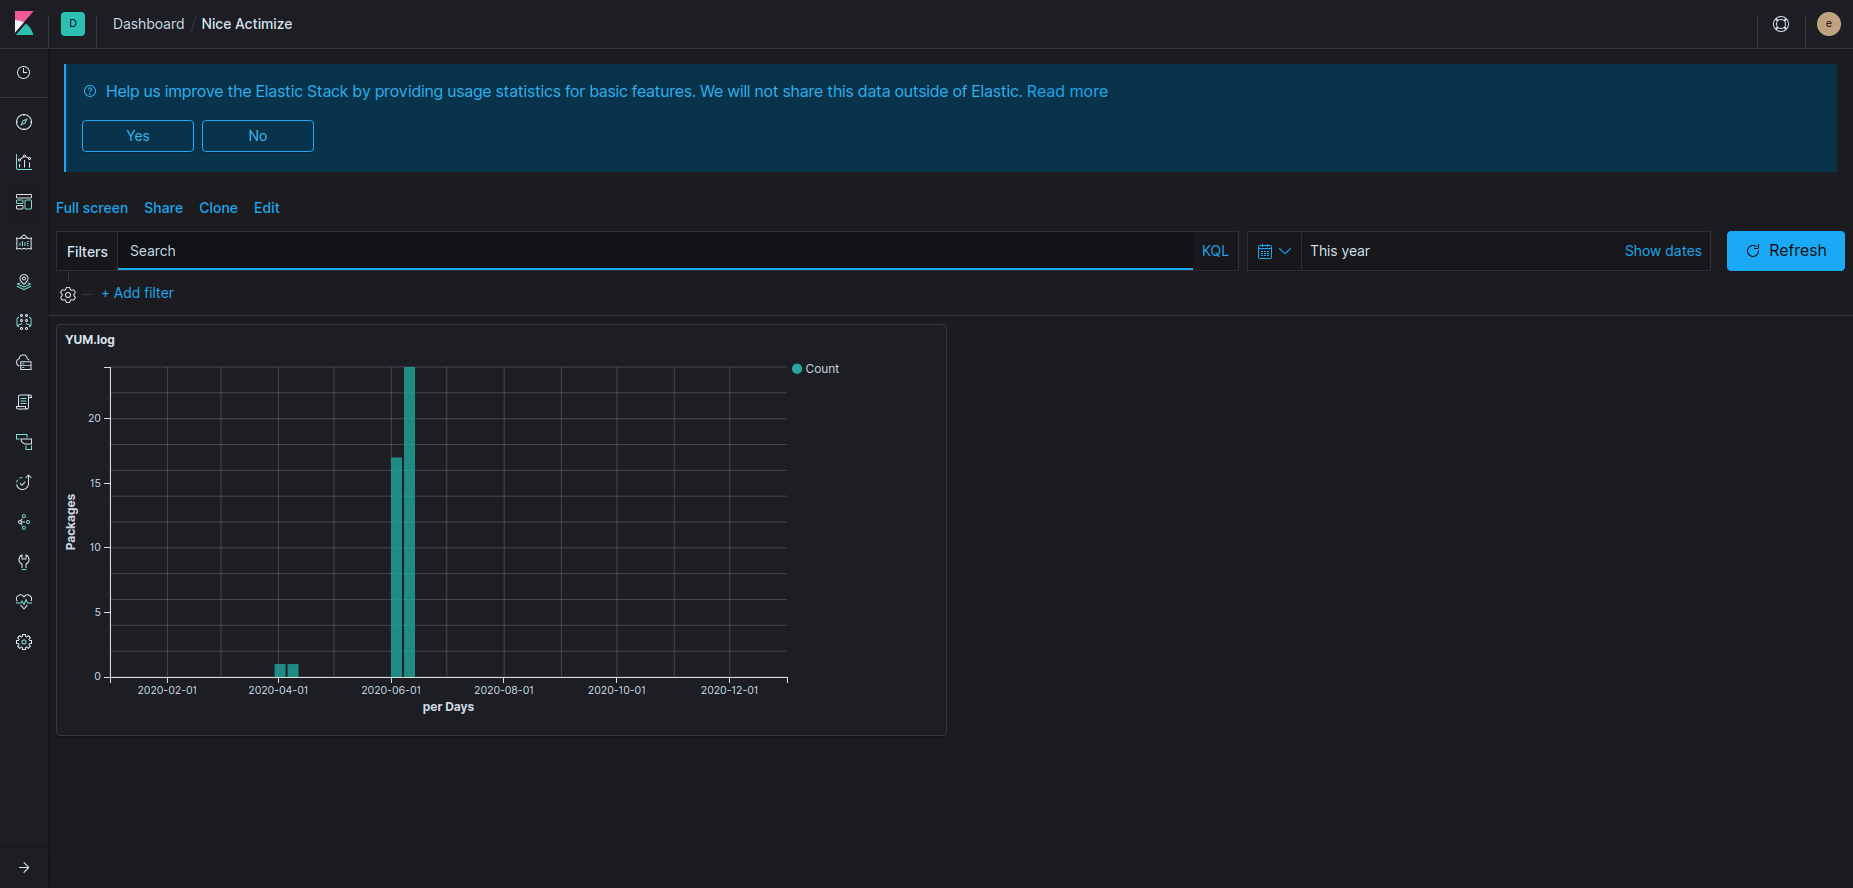 D Dashboard / Nice Actimize e
Help us improve the Elastic Stack by providing usage statistics for basic features. We will not share this data outside of Elastic. Read more
Yes No
Full screen Share Clone Edit
Filters Search KQL This year Show dates Refresh
+ Add filter
YUM.log
Count
20
15
10
5
0
Packages
2020-02-01 2020-04-01 2020-06-01 2020-08-01 2020-10-01 2020-12-01
per Days